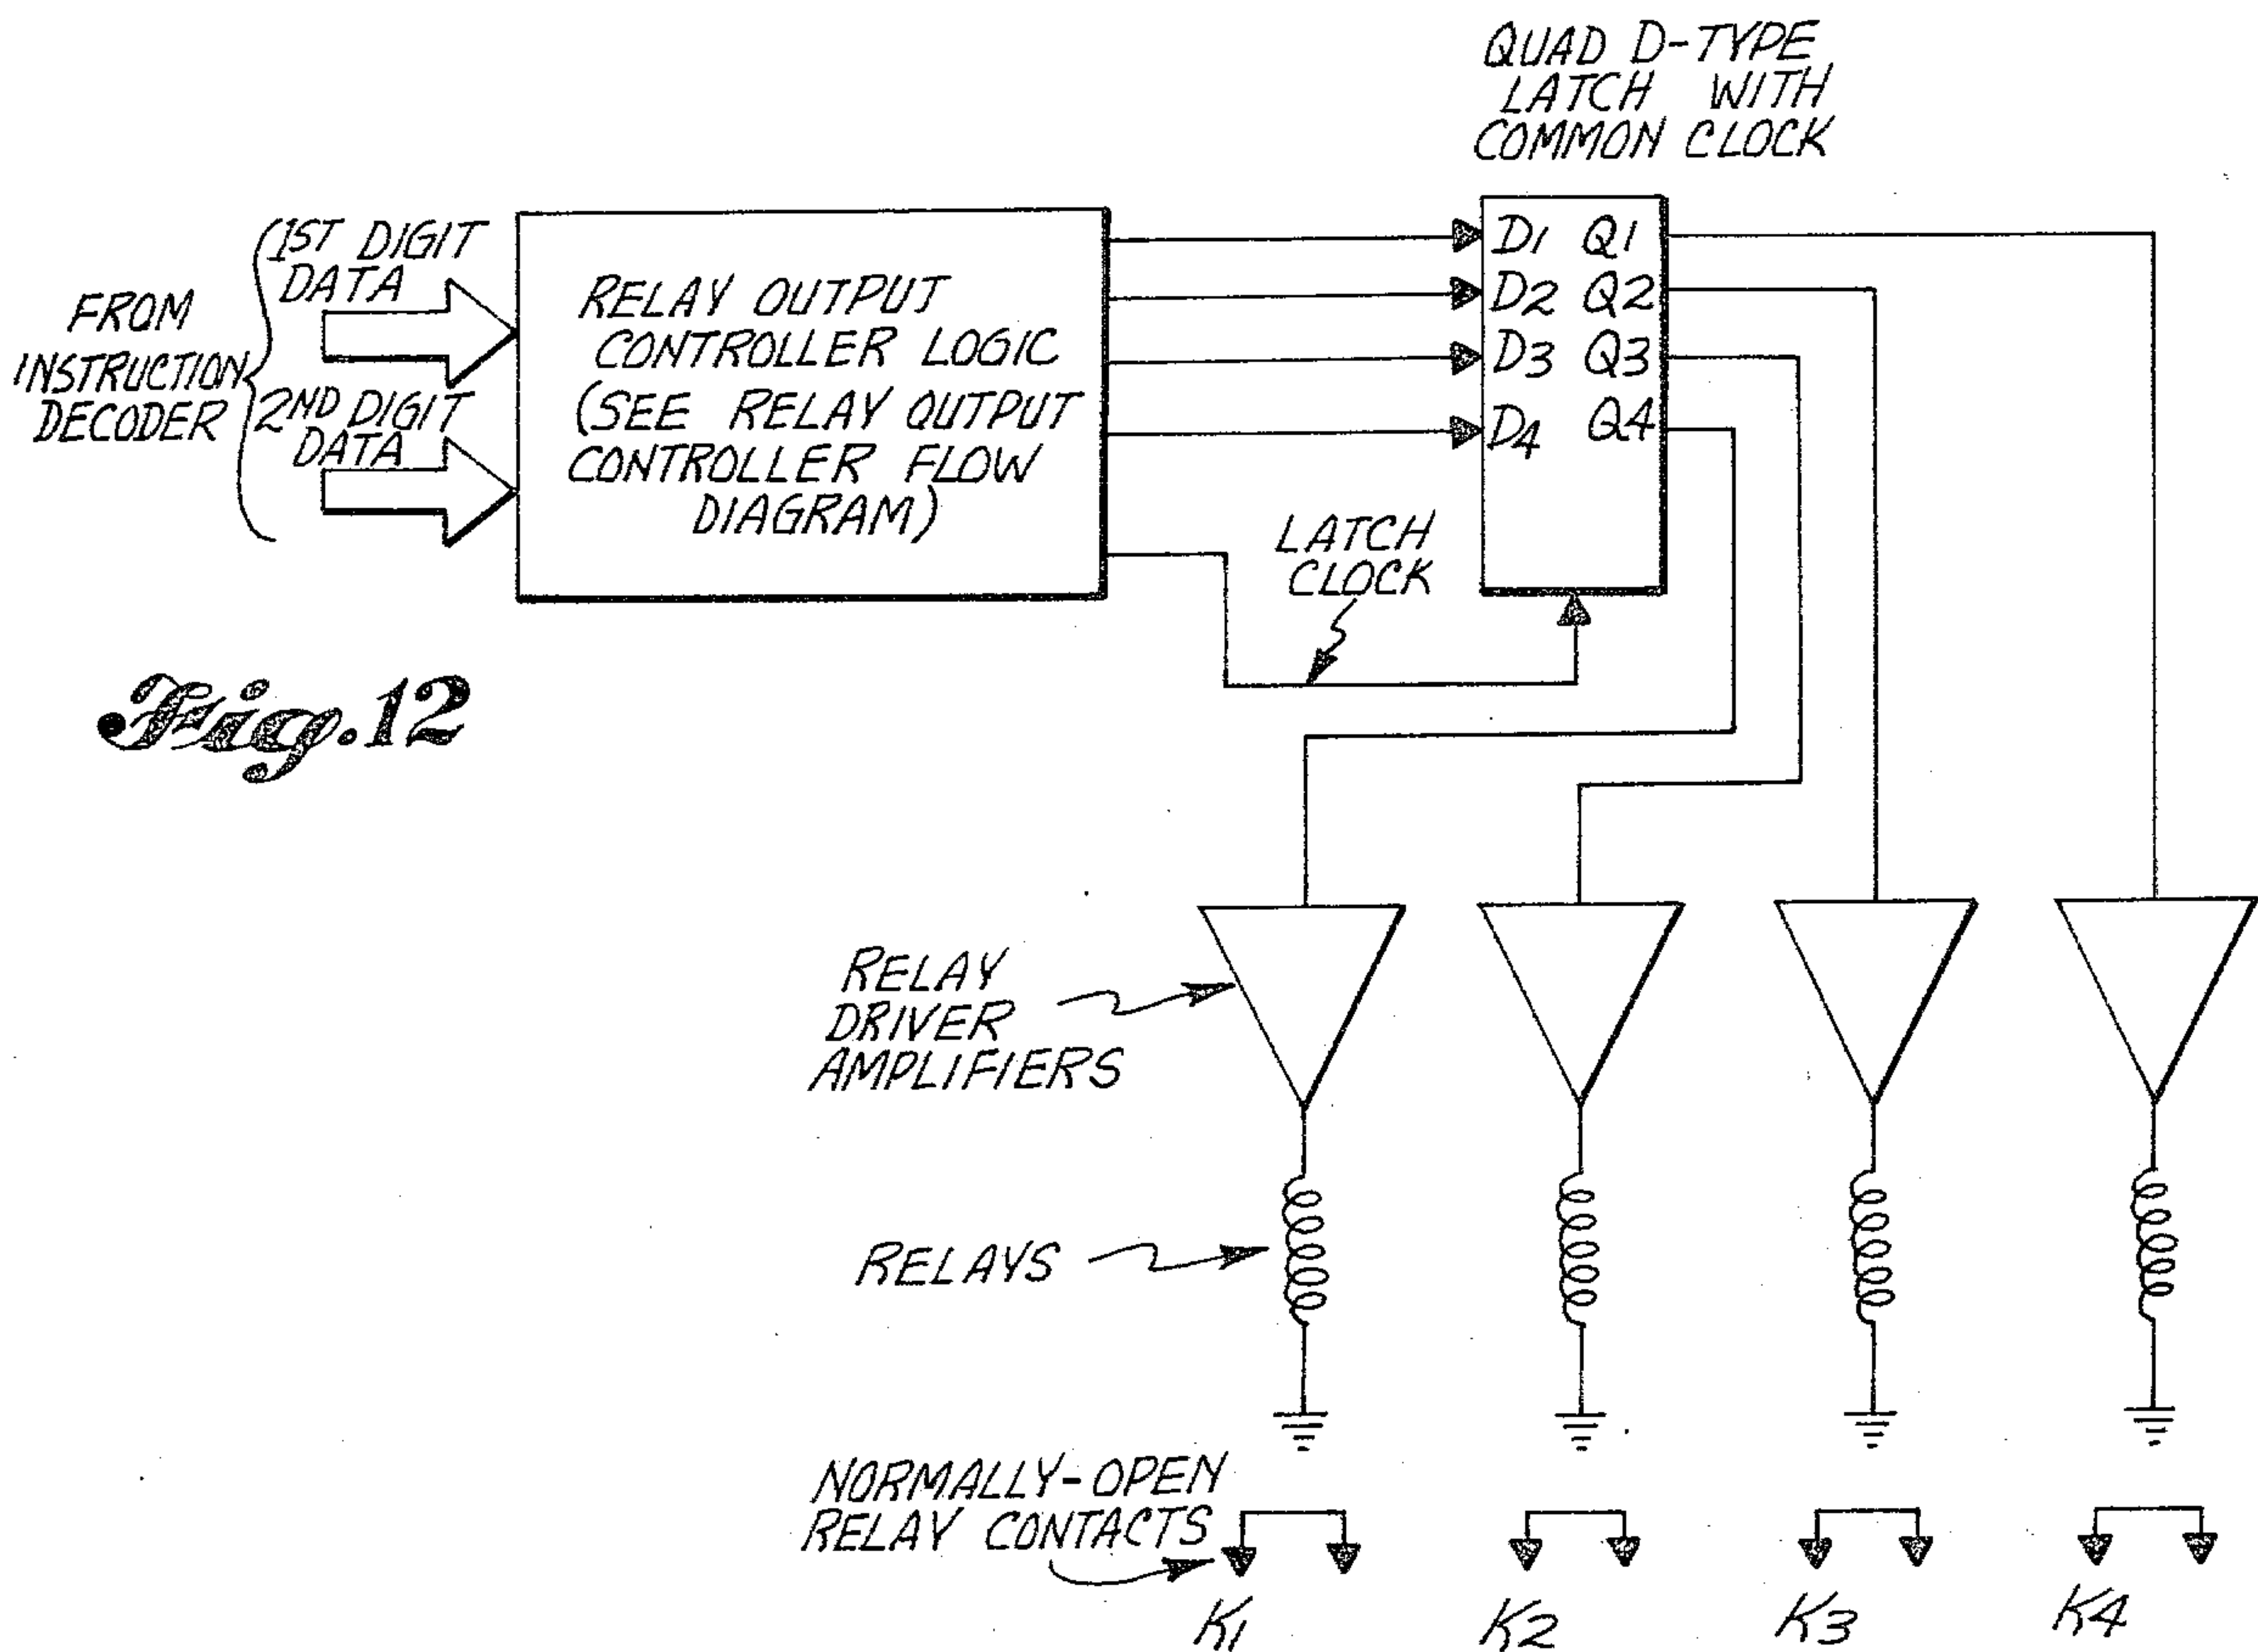 QUAD D-TYPE
LATCH WITH
COMMON CLOCK
FROM
INSTRUCTION
DECODER
1ST DIGIT
DATA
2ND DIGIT
DATA
RELAY OUTPUT
CONTROLLER LOGIC
(SEE RELAY OUTPUT
CONTROLLER FLOW
DIAGRAM)
D1 Q1
D2 Q2
D3 Q3
D4 Q4
LATCH
CLOCK
Fig.12
RELAY
DRIVER
AMPLIFIERS
RELAYS
NORMALLY-OPEN
RELAY CONTACTS
K1 K2 K3 K4